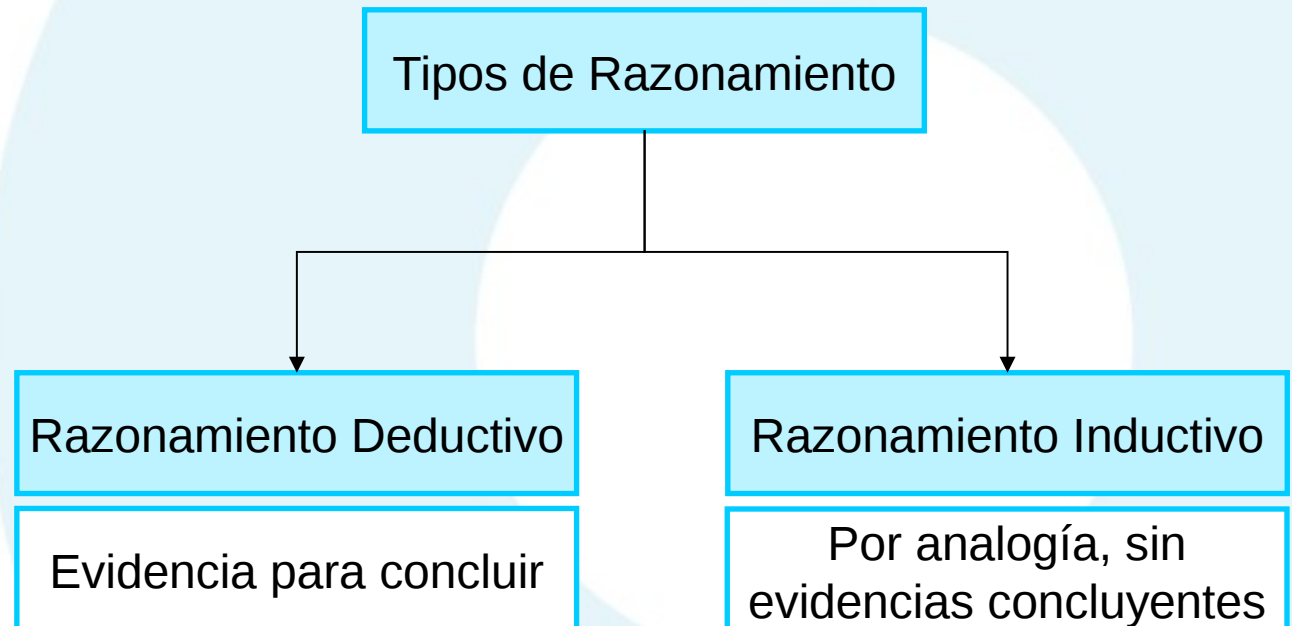 Tipos de Razonamiento
Razonamiento Deductivo
Razonamiento Inductivo
Evidencia para concluir
Por analogía, sin
evidencias concluyentes